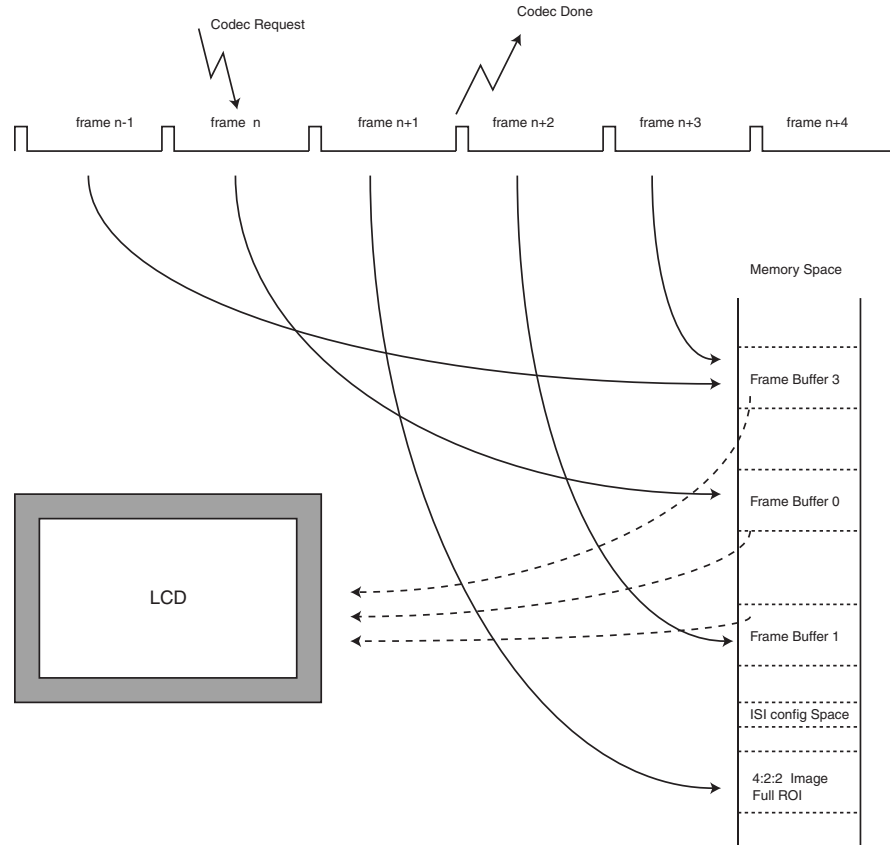 Codec Request
Codec Done
frame n-1
frame n
frame n+1
frame n+2
frame n+3
frame n+4
Memory Space
Frame Buffer 3
Frame Buffer 0
LCD
Frame Buffer 1
ISI config Space
4:2:2 Image
Full ROI